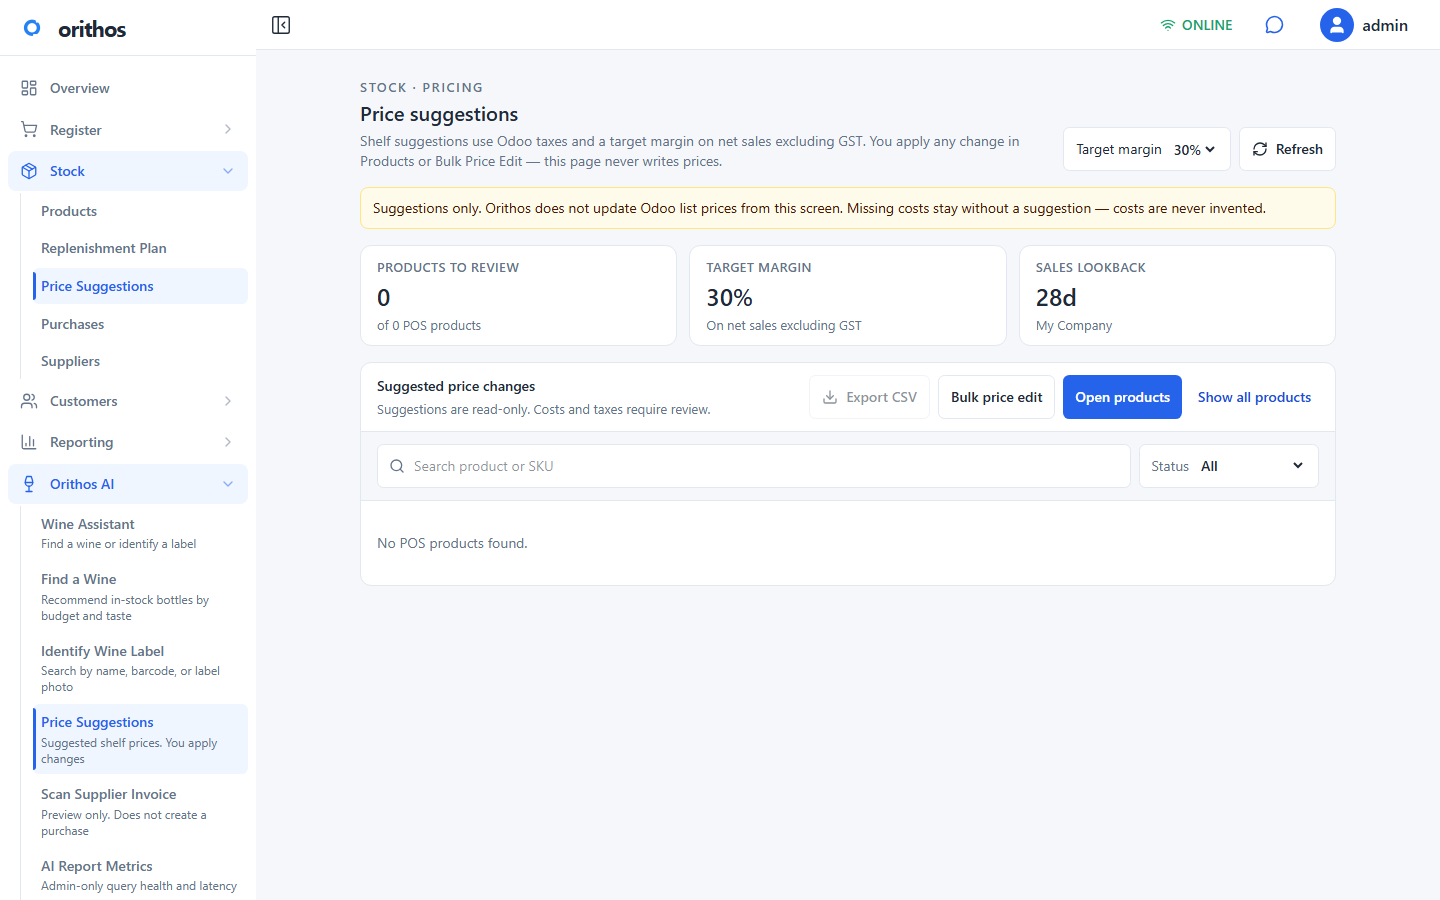 orithos
ONLINE
admin
Overview
Register
Stock
Products
Replenishment Plan
Price Suggestions
Purchases
Suppliers
Customers
Reporting
Orithos AI
Wine Assistant
Find a wine or identify a label
Find a Wine
Recommend in-stock bottles by
budget and taste
Identify Wine Label
Search by name, barcode, or label
photo
Price Suggestions
Suggested shelf prices. You apply
changes
Scan Supplier Invoice
Preview only. Does not create a
purchase
AI Report Metrics
Admin-only query health and latency
STOCK · PRICING
Price suggestions
Shelf suggestions use Odoo taxes and a target margin on net sales excluding GST. You apply any change in
Products or Bulk Price Edit — this page never writes prices.
Target margin 30%
Refresh
Suggestions only. Orithos does not update Odoo list prices from this screen. Missing costs stay without a suggestion — costs are never invented.
PRODUCTS TO REVIEW
0
of 0 POS products
TARGET MARGIN
30%
On net sales excluding GST
SALES LOOKBACK
28d
My Company
Suggested price changes
Suggestions are read-only. Costs and taxes require review.
Export CSV
Bulk price edit
Open products
Show all products
Search product or SKU
Status All
No POS products found.